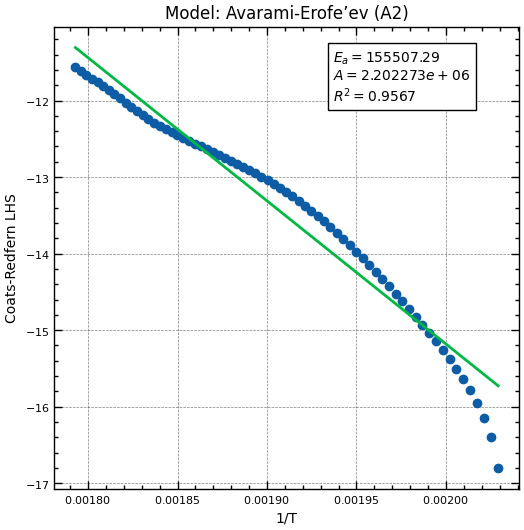 Model: Avarami-Erofe’ev (A2)
E_a = 155507.29
A = 2.202273e + 06
R² = 0.9567
−12
−13
−14
−15
−16
−17
Coats-Redfern LHS
0.00180 0.00185 0.00190 0.00195 0.00200
1/T